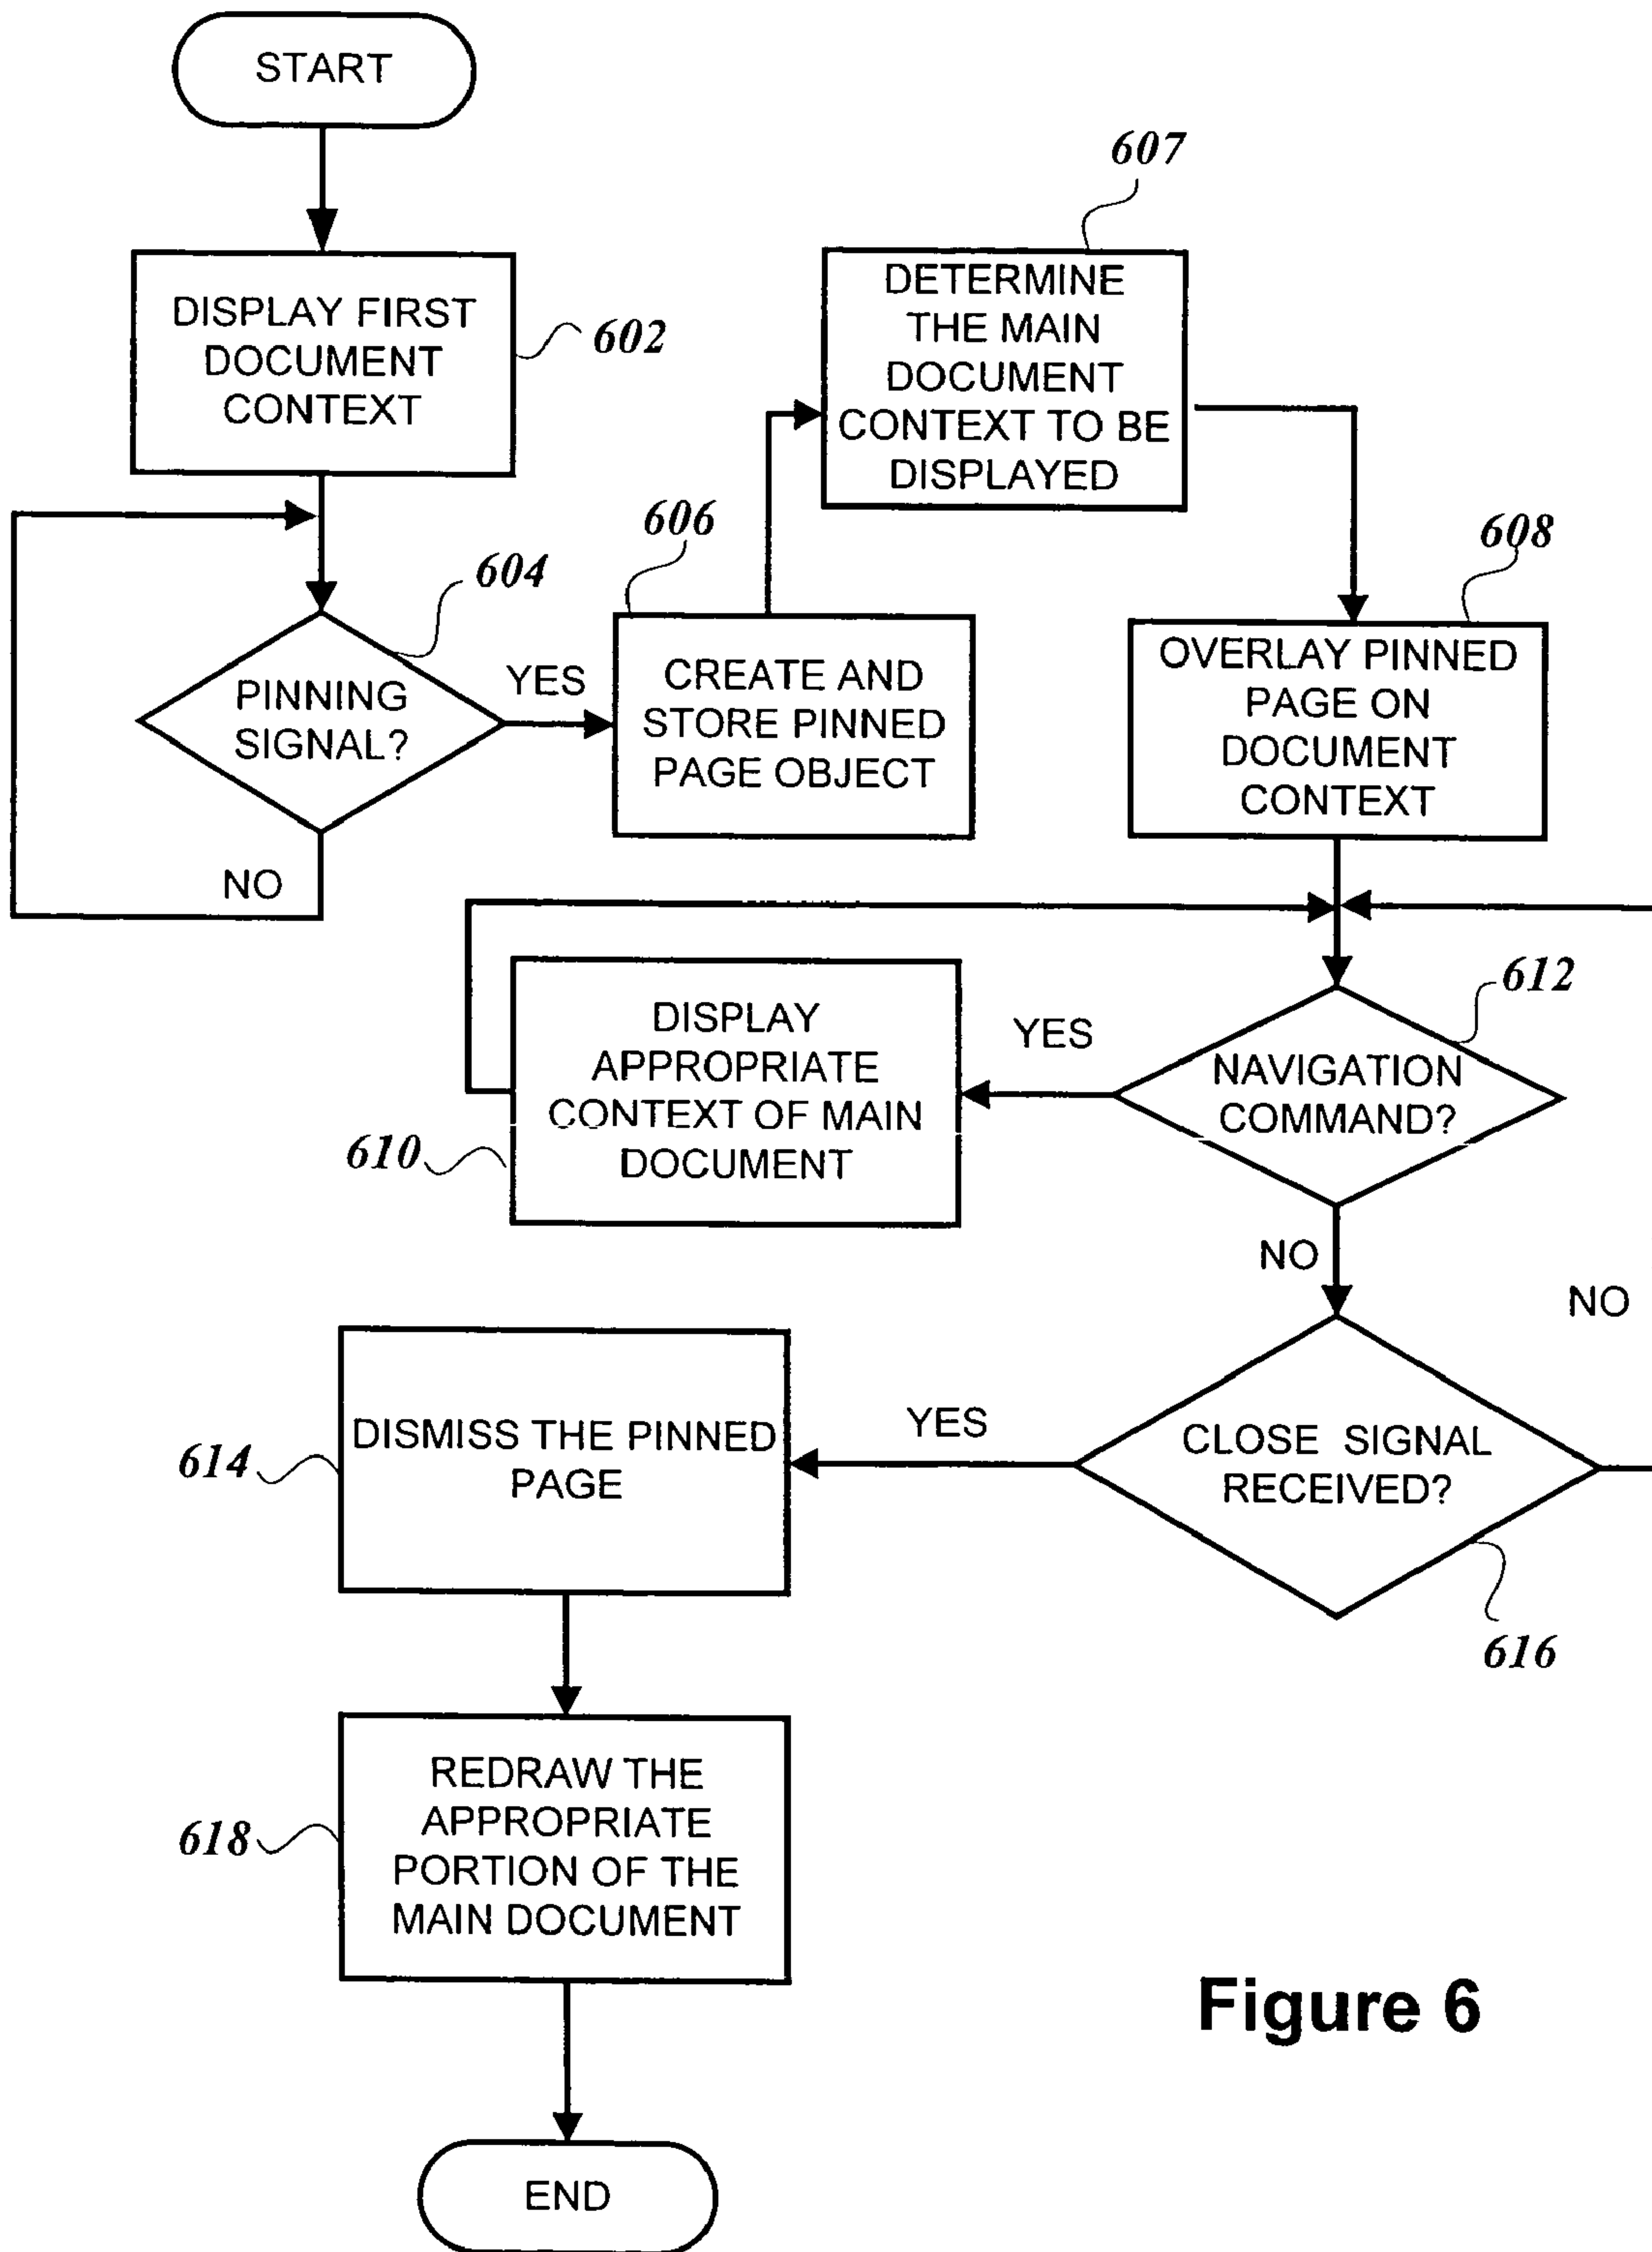 START
607
DISPLAY FIRST
DOCUMENT
CONTEXT
602
DETERMINE
THE MAIN
DOCUMENT
CONTEXT TO BE
DISPLAYED
604
PINNING
SIGNAL?
YES
NO
606
CREATE AND
STORE PINNED
PAGE OBJECT
608
OVERLAY PINNED
PAGE ON
DOCUMENT
CONTEXT
612
NAVIGATION
COMMAND?
YES
DISPLAY
APPROPRIATE
CONTEXT OF MAIN
DOCUMENT
610
NO
NO
CLOSE SIGNAL
RECEIVED?
616
YES
DISMISS THE PINNED
PAGE
614
REDRAW THE
APPROPRIATE
PORTION OF THE
MAIN DOCUMENT
618
END
Figure 6